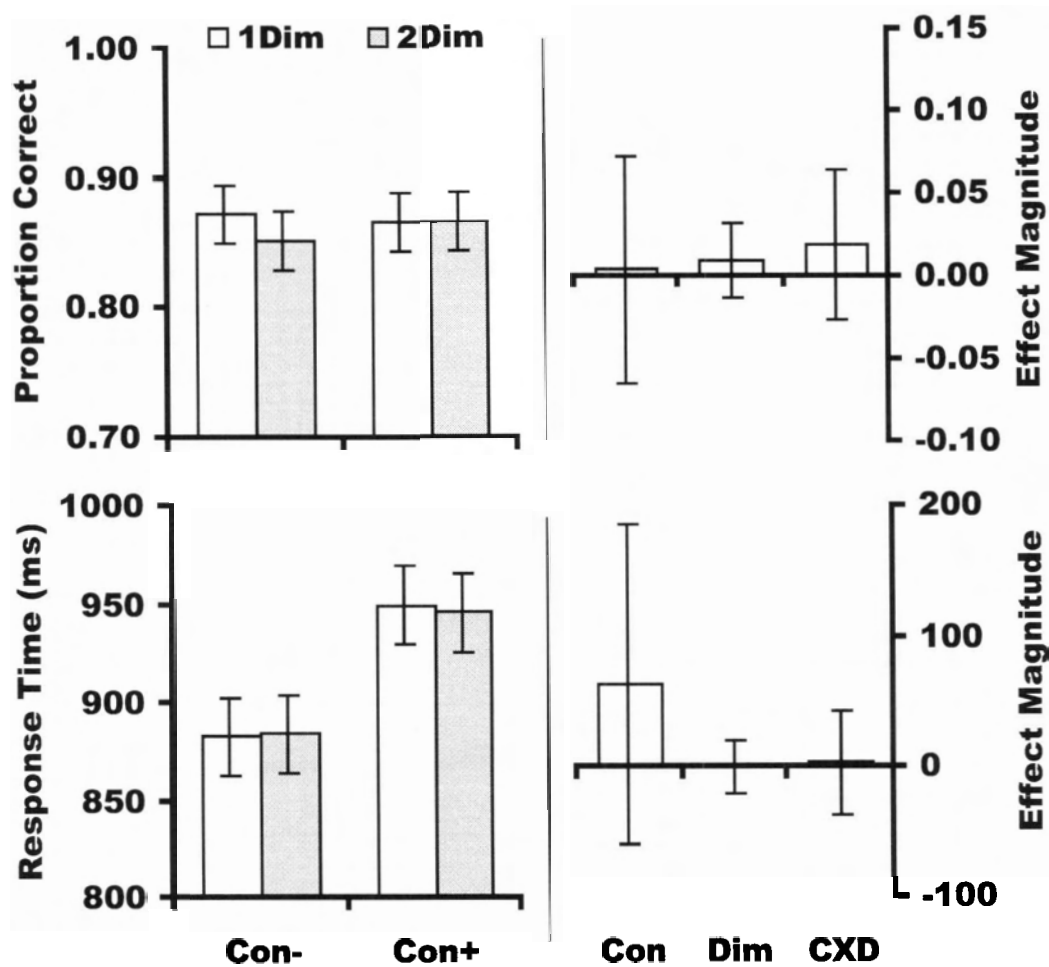 1Dim 2Dim
Proportion Correct
1.00
0.90
0.80
0.70
0.15
0.10
0.05
0.00
-0.05
-0.10
Effect Magnitude
Response Time (ms)
1000
950
900
850
800
Con- Con+
200
100
0
-100
Effect Magnitude
Con Dim CXD